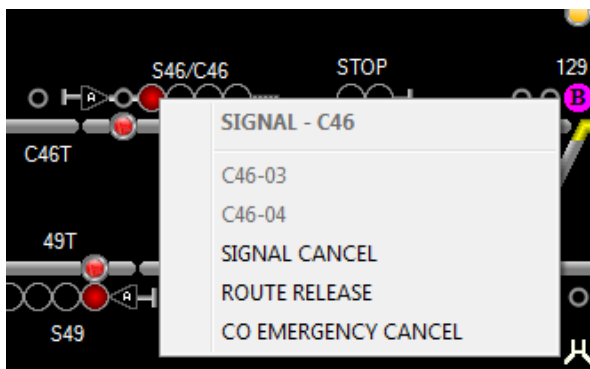 S46/C46
STOP
129
A
B
SIGNAL - C46
C46T
C46-03
C46-04
49T
SIGNAL CANCEL
ROUTE RELEASE
A
S49
CO EMERGENCY CANCEL